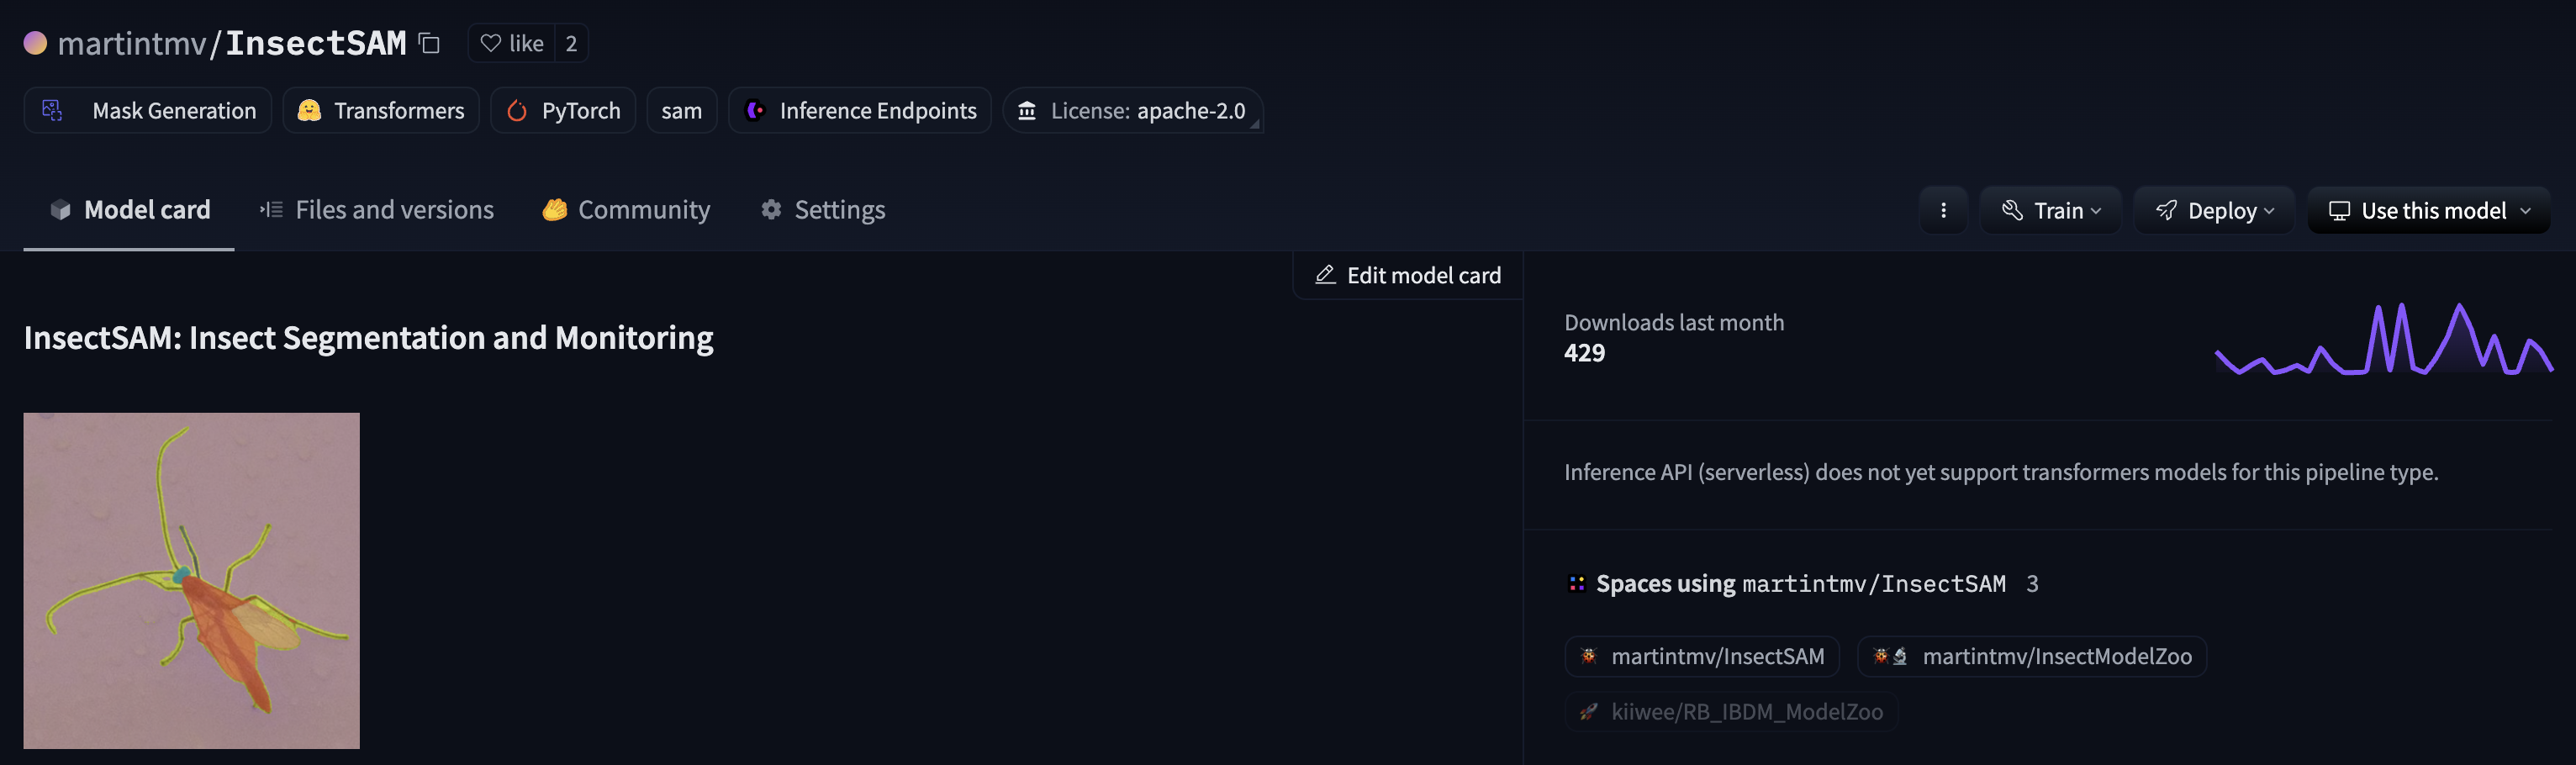 martintmv/InsectSAM like 2
Mask Generation Transformers PyTorch sam Inference Endpoints License: apache-2.0
Model card Files and versions Community Settings Train Deploy Use this model
Edit model card
InsectSAM: Insect Segmentation and Monitoring
Downloads last month
429
Inference API (serverless) does not yet support transformers models for this pipeline type.
Spaces using martintmv/InsectSAM 3
martintmv/InsectSAM martintmv/InsectModelZoo
kiiwee/RB_IBDM_ModelZoo